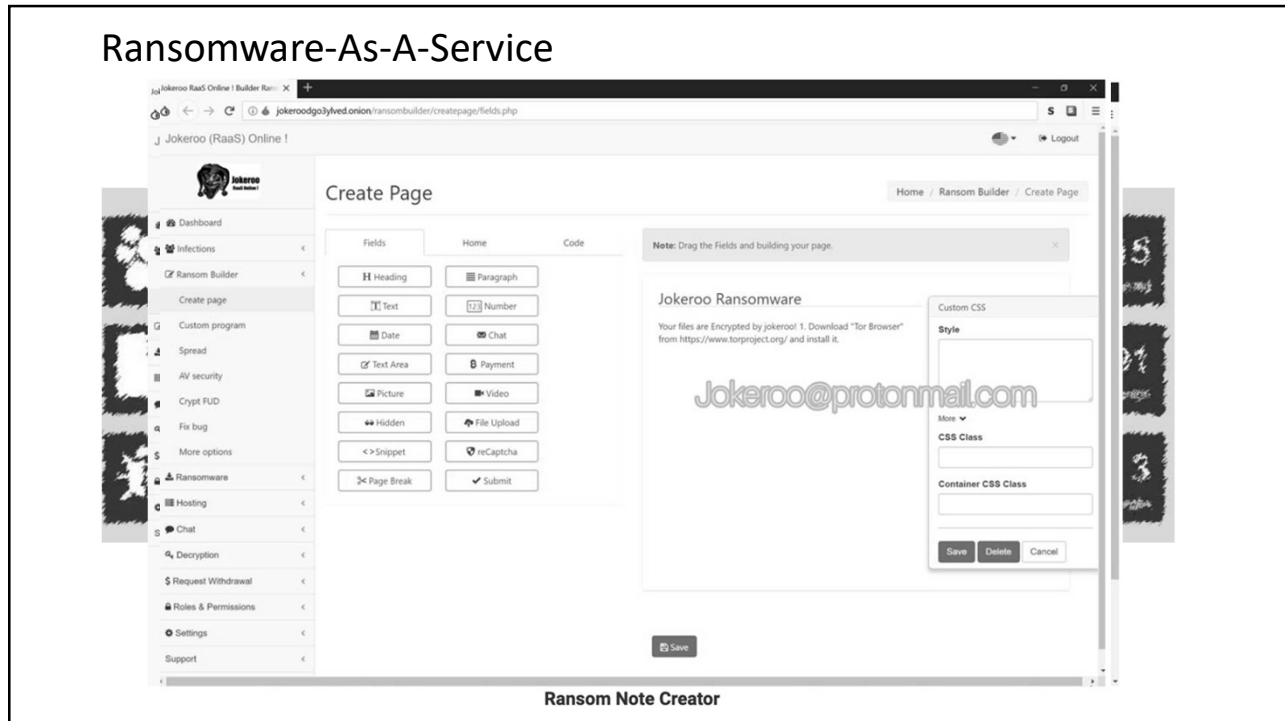 Ransomware-As-A-Service
Jokeroo RaaS Online ! Builder Rans
jokeroodgo3ylved.onion/ransombuilder/createpage/fields.php
Jokeroo (RaaS) Online !
Logout
Jokeroo
RaaS Online !
Create Page
Home / Ransom Builder / Create Page
Dashboard
Infections
Ransom Builder
Create page
Custom program
Spread
AV security
Crypt FUD
Fix bug
More options
Ransomware
Hosting
Chat
Decryption
$ Request Withdrawal
Roles & Permissions
Settings
Support
Fields Home Code
H Heading Paragraph
Text Number
Date Chat
Text Area Payment
Picture Video
Hidden File Upload
<>Snippet reCaptcha
Page Break Submit
Note: Drag the Fields and building your page.
Jokeroo Ransomware
Your files are Encrypted by jokeroo! 1. Download "Tor Browser"
from https://www.torproject.org/ and install it.
Jokeroo@protonmail.com
Custom CSS
Style
More
CSS Class
Container CSS Class
Save Delete Cancel
Save
Ransom Note Creator